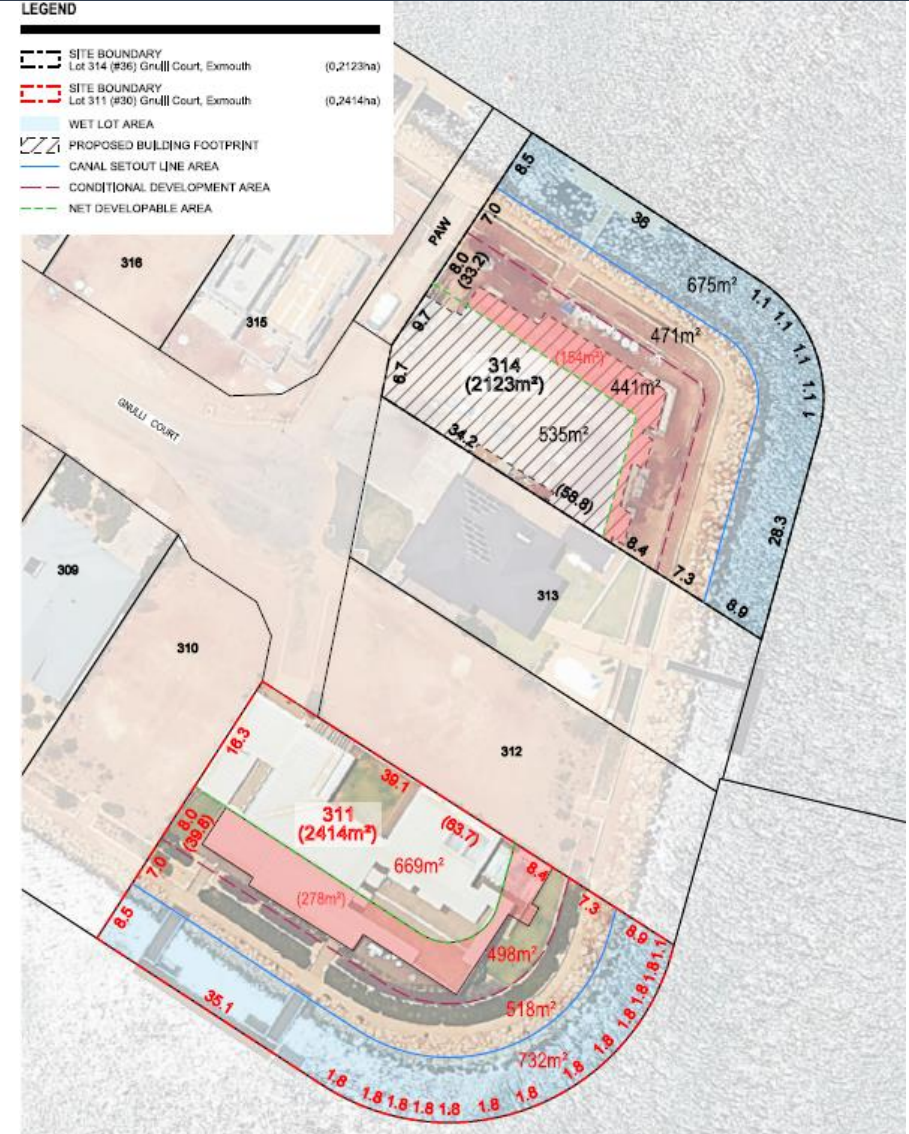 LEGEND
SITE BOUNDARY
Lot 314 (#36) Gnulli Court, Exmouth (0,2123ha)
SITE BOUNDARY
Lot 311 (#30) Gnulli Court, Exmouth (0,2414ha)
WET LOT AREA
PROPOSED BUILDING FOOTPRINT
CANAL SETOUT LINE AREA
CONDITIONAL DEVELOPMENT AREA
NET DEVELOPABLE AREA
8.5
36
7.0
PAW
8.0
(33.2)
316
675m²
1.1
1.1
1.1
1.1
1
315
9.7
471m²
(154m²)
314
(2123m²)
441m²
6.7
GNULLI COURT
34.2
535m²
(58.8)
28.3
8.4
7.3
8.9
309
313
310
312
16.3
39.1
311
(2414m²)
(63.7)
8.0
(39.8)
669m²
8.4
7.0
7.3
(278m²)
8.5
8.9
498m²
1.1
1.8
1.8
1.8
518m²
35.1
1.8
732m²
1.8
1.8
1.8
1.8
1.8
1.8
1.8
1.8